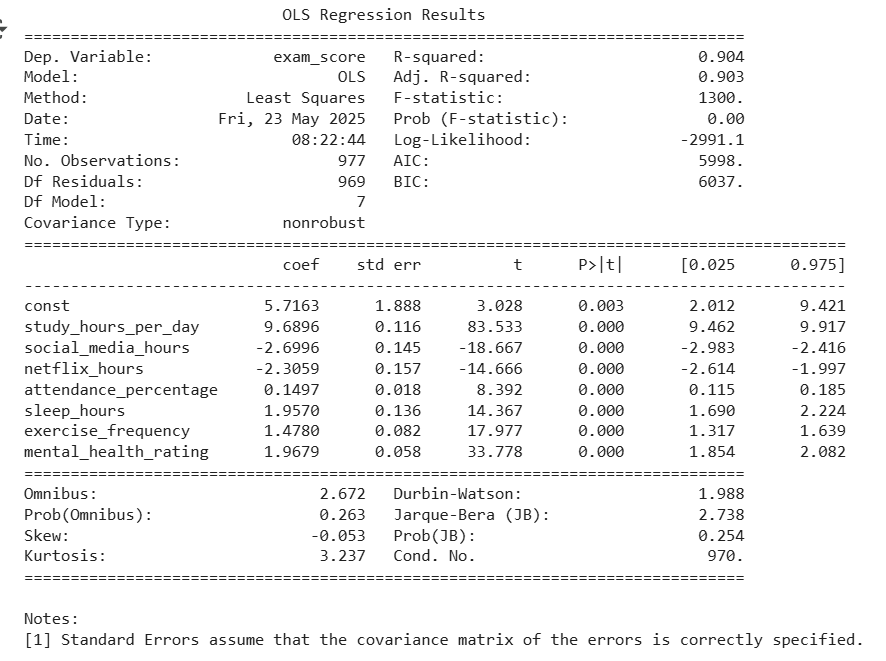 OLS Regression Results
==============================================================================
Dep. Variable: exam_score R-squared: 0.904
Model: OLS Adj. R-squared: 0.903
Method: Least Squares F-statistic: 1300.
Date: Fri, 23 May 2025 Prob (F-statistic): 0.00
Time: 08:22:44 Log-Likelihood: -2991.1
No. Observations: 977 AIC: 5998.
Df Residuals: 969 BIC: 6037.
Df Model: 7
Covariance Type: nonrobust
=========================================================================================
coef std err t P>|t| [0.025 0.975]
-----------------------------------------------------------------------------------------
const 5.7163 1.888 3.028 0.003 2.012 9.421
study_hours_per_day 9.6896 0.116 83.533 0.000 9.462 9.917
social_media_hours -2.6996 0.145 -18.667 0.000 -2.983 -2.416
netflix_hours -2.3059 0.157 -14.666 0.000 -2.614 -1.997
attendance_percentage 0.1497 0.018 8.392 0.000 0.115 0.185
sleep_hours 1.9570 0.136 14.367 0.000 1.690 2.224
exercise_frequency 1.4780 0.082 17.977 0.000 1.317 1.639
mental_health_rating 1.9679 0.058 33.778 0.000 1.854 2.082
==============================================================================
Omnibus: 2.672 Durbin-Watson: 1.988
Prob(Omnibus): 0.263 Jarque-Bera (JB): 2.738
Skew: -0.053 Prob(JB): 0.254
Kurtosis: 3.237 Cond. No. 970.
==============================================================================
Notes:
[1] Standard Errors assume that the covariance matrix of the errors is correctly specified.